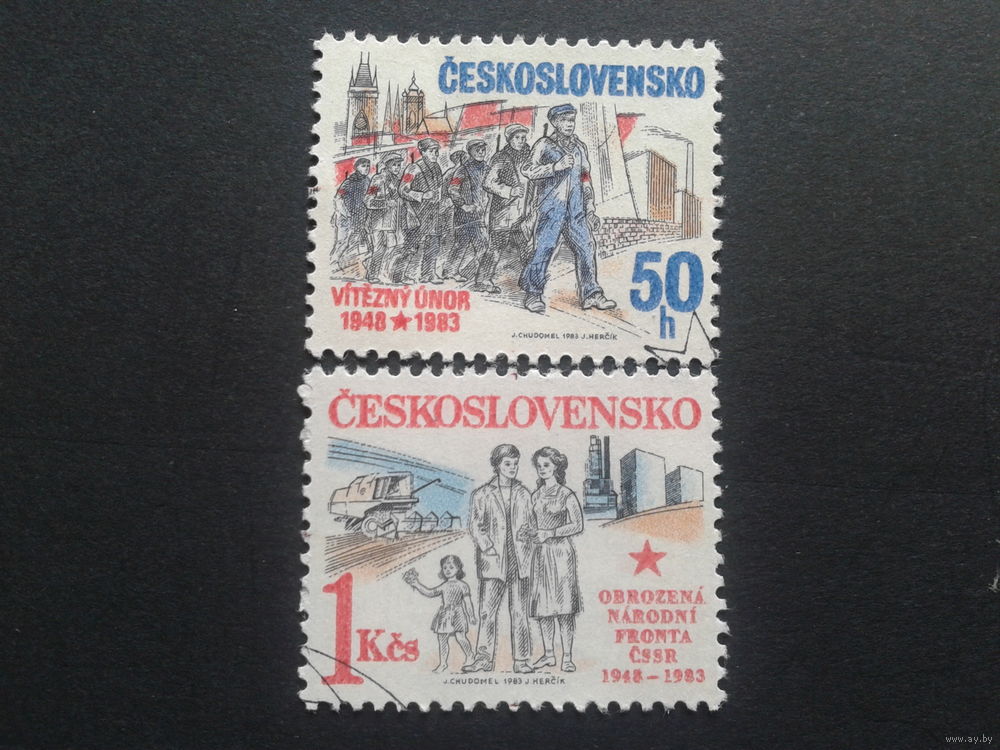 ČESKOSLOVENSKO
VÍTĚZNÝ ÚNOR
1948 ★ 1983
50
h
J. CHUDOMEL 1983 J. HERČÍK
ČESKOSLOVENSKO
1 Kčs
OBROZENÁ
NÁRODNÍ
FRONTA
ČSSR
1948 – 1983
J. CHUDOMEL 1983 J. HERČÍK
www.ay.by